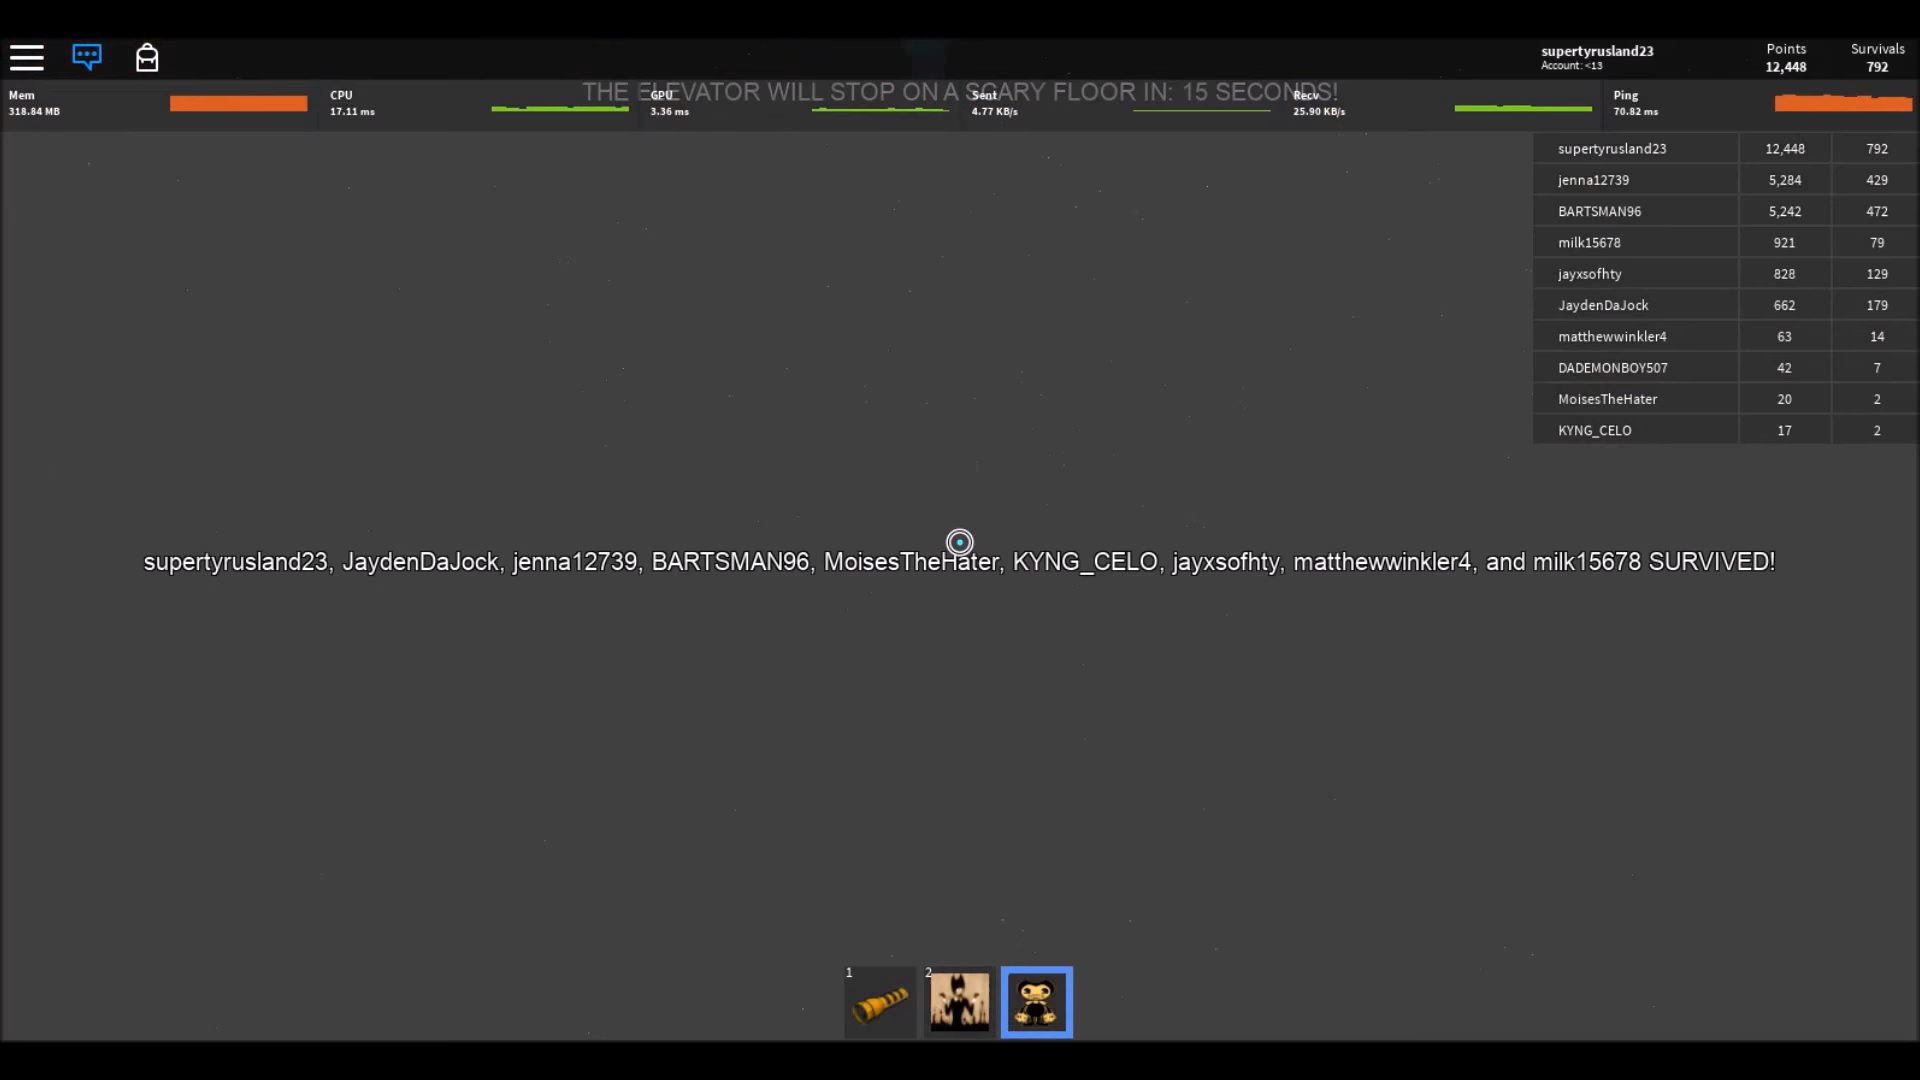 supertyrusland23
Account: <13
Points
12,448
Survivals
792
THE ELEVATOR WILL STOP ON A SCARY FLOOR IN: 15 SECONDS!
Mem
318.84 MB
CPU
17.11 ms
GPU
3.36 ms
Sent
4.77 KB/s
Recv
25.90 KB/s
Ping
70.82 ms
supertyrusland23 12,448 792
jenna12739 5,284 429
BARTSMAN96 5,242 472
milk15678 921 79
jayxsofhty 828 129
JaydenDaJock 662 179
matthewwinkler4 63 14
DADEMONBOY507 42 7
MoisesTheHater 20 2
KYNG_CELO 17 2
supertyrusland23, JaydenDaJock, jenna12739, BARTSMAN96, MoisesTheHater, KYNG_CELO, jayxsofhty, matthewwinkler4, and milk15678 SURVIVED!
1
2